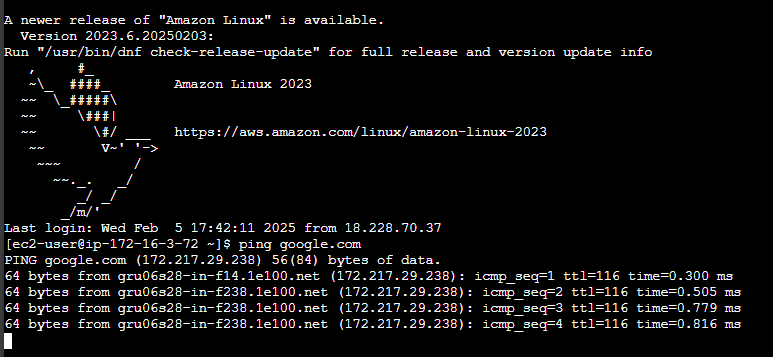 A newer release of "Amazon Linux" is available.
  Version 2023.6.20250203:
Run "/usr/bin/dnf check-release-update" for full release and version update info
   ,     #_
   ~\_  ####_        Amazon Linux 2023
  ~~  \_#####\
  ~~     \###|
  ~~       \#/ ___   https://aws.amazon.com/linux/amazon-linux-2023
   ~~       V~' '->
    ~~~         /
      ~~._.   _/
         _/ _/
       _/m/'
Last login: Wed Feb  5 17:42:11 2025 from 18.228.70.37
[ec2-user@ip-172-16-3-72 ~]$ ping google.com
PING google.com (172.217.29.238) 56(84) bytes of data.
64 bytes from gru06s28-in-f14.1e100.net (172.217.29.238): icmp_seq=1 ttl=116 time=0.300 ms
64 bytes from gru06s28-in-f238.1e100.net (172.217.29.238): icmp_seq=2 ttl=116 time=0.505 ms
64 bytes from gru06s28-in-f238.1e100.net (172.217.29.238): icmp_seq=3 ttl=116 time=0.779 ms
64 bytes from gru06s28-in-f238.1e100.net (172.217.29.238): icmp_seq=4 ttl=116 time=0.816 ms